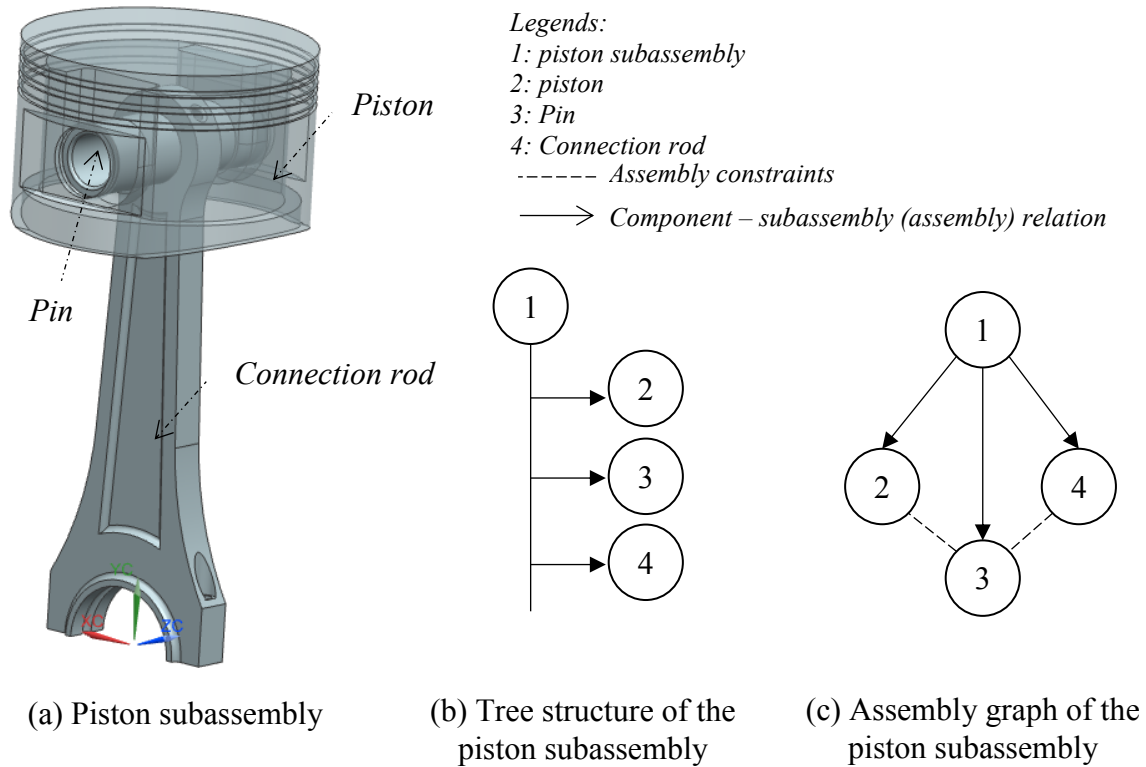 Legends:
1: piston subassembly
2: piston
3: Pin
4: Connection rod
Assembly constraints
Component – subassembly (assembly) relation
Piston
Pin
Connection rod
YC
XC
ZC
1
2
3
4
1
2
4
3
(a) Piston subassembly
(b) Tree structure of the
piston subassembly
(c) Assembly graph of the
piston subassembly